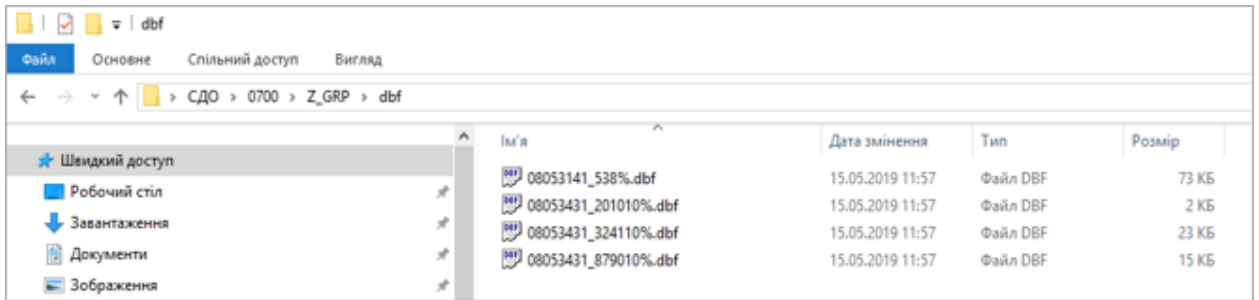 dbf
Файл Основне Спільний доступ Вигляд
СДО > 0700 > Z_GRP > dbf
Ім'я Дата змінення Тип Розмір
Швидкий доступ
08053141_538%.dbf 15.05.2019 11:57 Файл DBF 73 КБ
Робочий стіл
08053431_201010%.dbf 15.05.2019 11:57 Файл DBF 2 КБ
Завантаження
08053431_324110%.dbf 15.05.2019 11:57 Файл DBF 23 КБ
Документи
08053431_879010%.dbf 15.05.2019 11:57 Файл DBF 15 КБ
Зображення